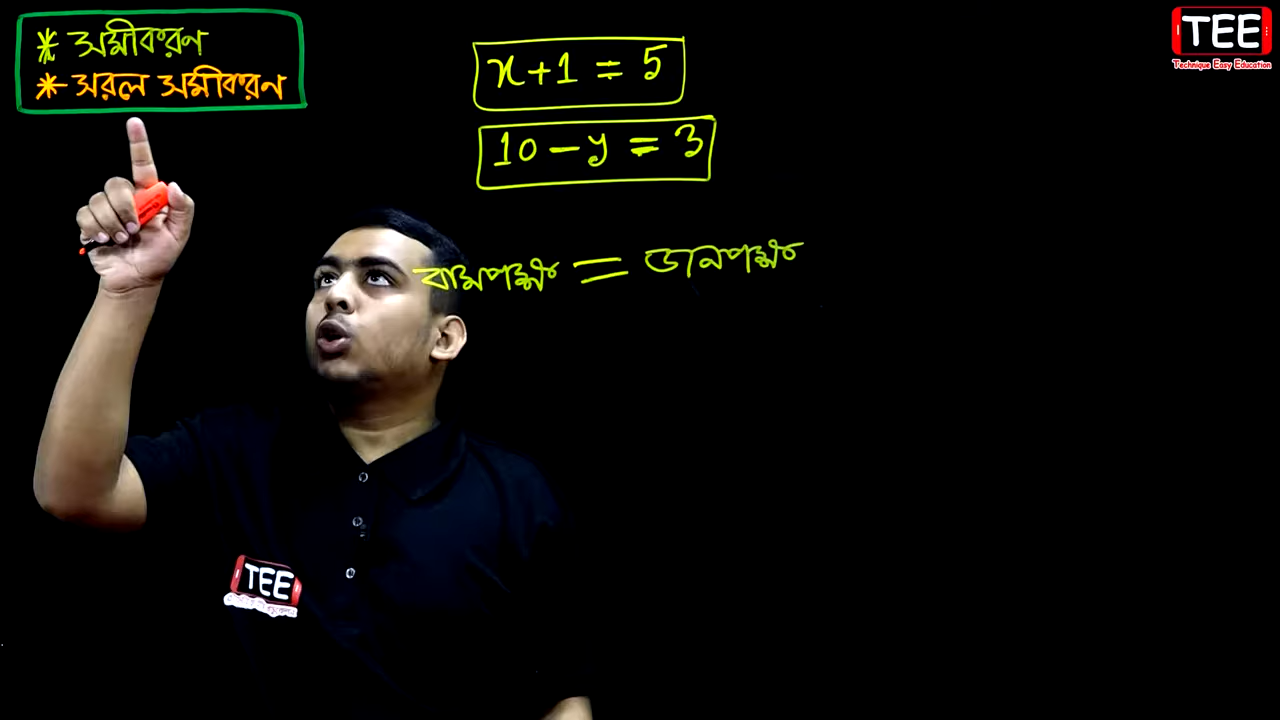 * সমীকরণ
* সরল সমীকরণ
x+1=5
10-y=3
বামপক্ষ = ডানপক্ষ
TEE
Technique Easy Education
TEE